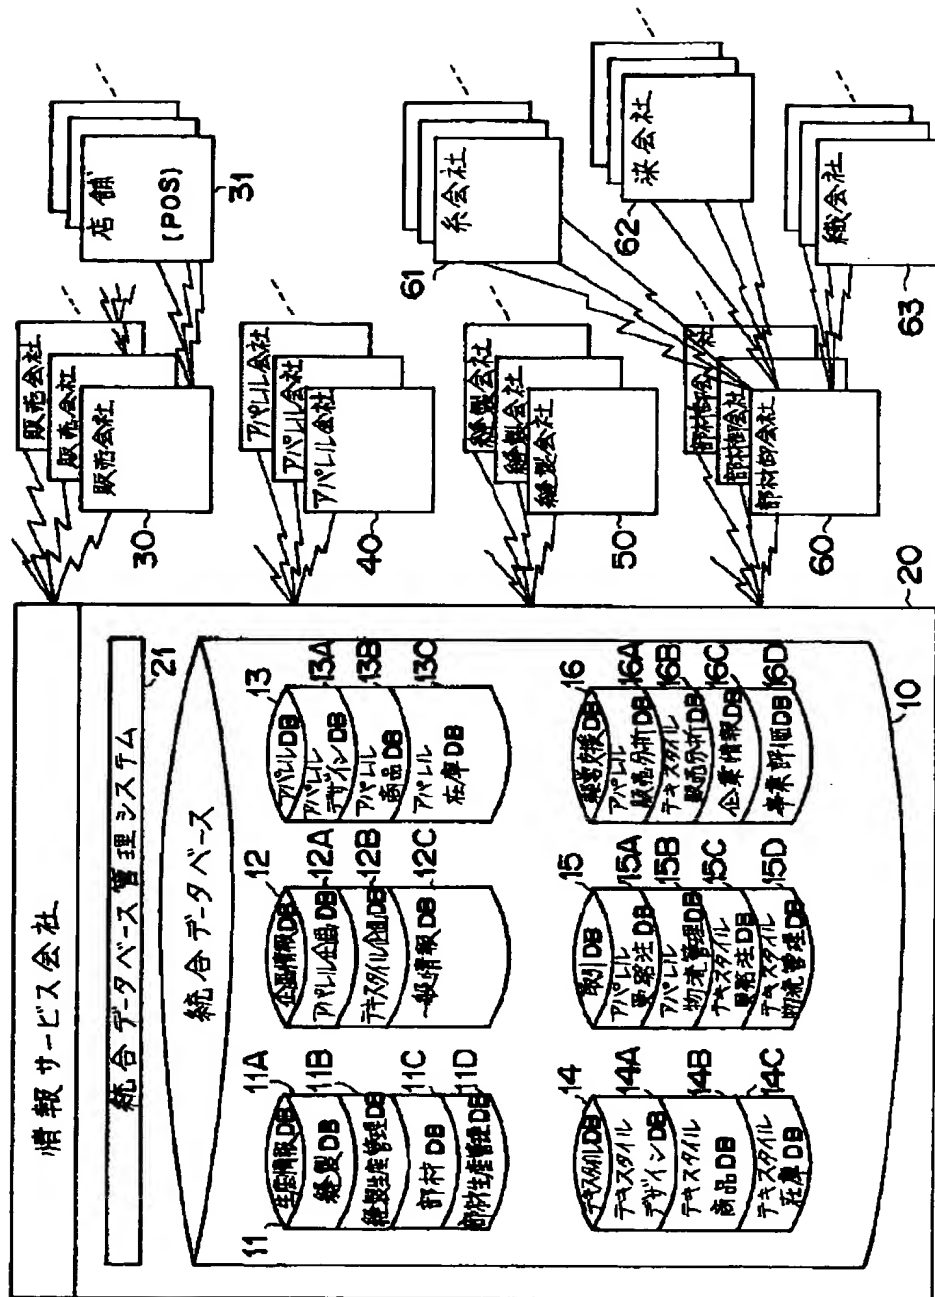 情報サービス会社
統合データベース管理システム
21
統合データベース
11
生産情報DB
11A
縫製DB
11B
縫製生産管理DB
11C
部材DB
11D
部材生産管理DB
12
企画情報DB
12A
アパレル企画DB
12B
テキスタイル企画DB
12C
一般情報DB
13
アパレルDB
13A
アパレル
デザインDB
13B
アパレル
商品DB
13C
アパレル
在庫DB
14
テキスタイルDB
14A
テキスタイル
デザインDB
14B
テキスタイル
商品DB
14C
テキスタイル
在庫DB
15
取引DB
15A
アパレル
受発注DB
15B
アパレル
物流管理DB
15C
テキスタイル
受発注DB
15D
テキスタイル
物流管理DB
16
経営支援DB
16A
アパレル
販売分析DB
16B
テキスタイル
販売分析DB
16C
企業情報DB
16D
事業評価DB
10
20
販売会社
販売会社
販売会社
30
店舗
(POS)
31
アパレル会社
アパレル会社
アパレル会社
40
縫製会社
縫製会社
縫製会社
50
部材卸会社
部材卸会社
部材卸会社
60
糸会社
61
染会社
62
織会社
63